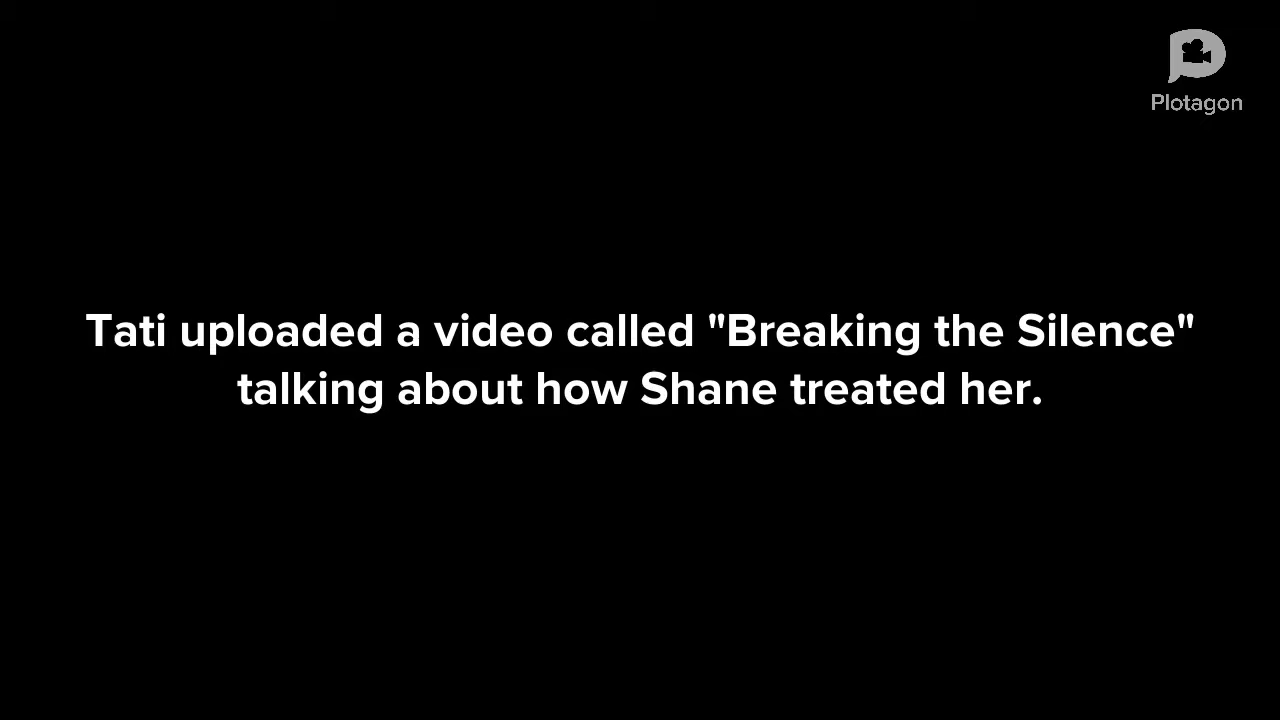 Plotagon
Tati uploaded a video called "Breaking the Silence"
talking about how Shane treated her.